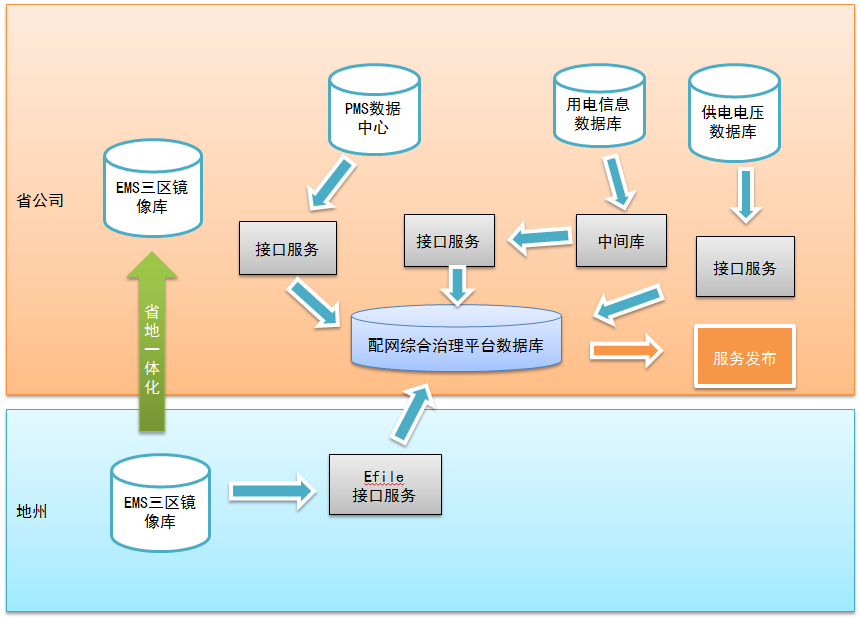 PMS数据
中心
用电信息
数据库
供电电压
数据库
EMS三区镜
像库
省公司
接口服务
接口服务
中间库
接口服务
省地一体化
配网综合治理平台数据库
服务发布
地州
EMS三区镜
像库
Efile
接口服务